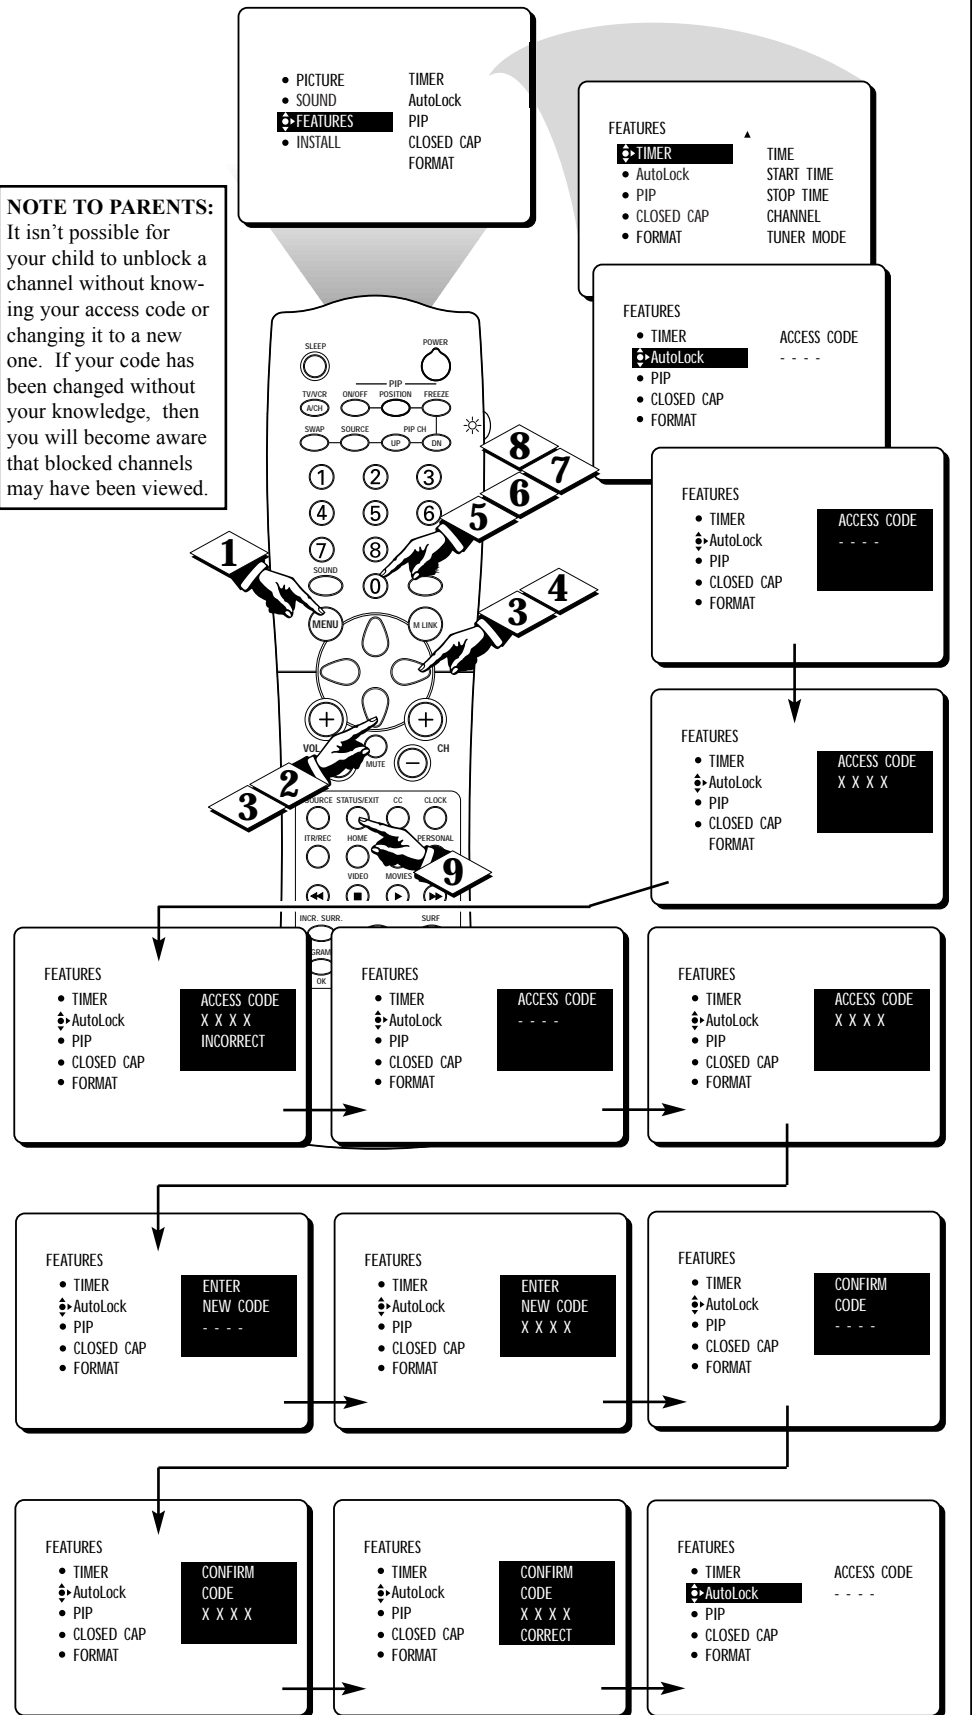 PICTURE TIMER
SOUND AutoLock
FEATURES PIP
INSTALL CLOSED CAP
FORMAT
FEATURES
TIMER TIME
AutoLock START TIME
PIP STOP TIME
CLOSED CAP CHANNEL
FORMAT TUNER MODE
NOTE TO PARENTS:
It isn't possible for
your child to unblock a
channel without know-
ing your access code or
changing it to a new
one. If your code has
been changed without
your knowledge, then
you will become aware
that blocked channels
may have been viewed.
FEATURES
TIMER ACCESS CODE
AutoLock - - - -
PIP
CLOSED CAP
FORMAT
SLEEP POWER
PIP
TV/VCR ON/OFF POSITION FREEZE
A/CH
SWAP SOURCE PIP CH
UP DN
1 2 3
4 5 6
7 8
SOUND 0
MENU M LINK
VOL MUTE CH
SOURCE STATUS/EXIT CC CLOCK
ITR/REC HOME PERSONAL
VIDEO MOVIES
INCR. SURR. SURF
OK
8 7
5 6
1
3 4
3 2
9
FEATURES
TIMER ACCESS CODE
AutoLock - - - -
PIP
CLOSED CAP
FORMAT
FEATURES
TIMER ACCESS CODE
AutoLock X X X X
PIP
CLOSED CAP
FORMAT
FEATURES
TIMER ACCESS CODE
AutoLock X X X X
PIP INCORRECT
CLOSED CAP
FORMAT
FEATURES
TIMER ACCESS CODE
AutoLock - - - -
PIP
CLOSED CAP
FORMAT
FEATURES
TIMER ACCESS CODE
AutoLock X X X X
PIP
CLOSED CAP
FORMAT
FEATURES
TIMER ENTER
AutoLock NEW CODE
PIP - - - -
CLOSED CAP
FORMAT
FEATURES
TIMER ENTER
AutoLock NEW CODE
PIP X X X X
CLOSED CAP
FORMAT
FEATURES
TIMER CONFIRM
AutoLock CODE
PIP - - - -
CLOSED CAP
FORMAT
FEATURES
TIMER CONFIRM
AutoLock CODE
PIP X X X X
CLOSED CAP
FORMAT
FEATURES
TIMER CONFIRM
AutoLock CODE
PIP X X X X
CLOSED CAP CORRECT
FORMAT
FEATURES
TIMER ACCESS CODE
AutoLock - - - -
PIP
CLOSED CAP
FORMAT